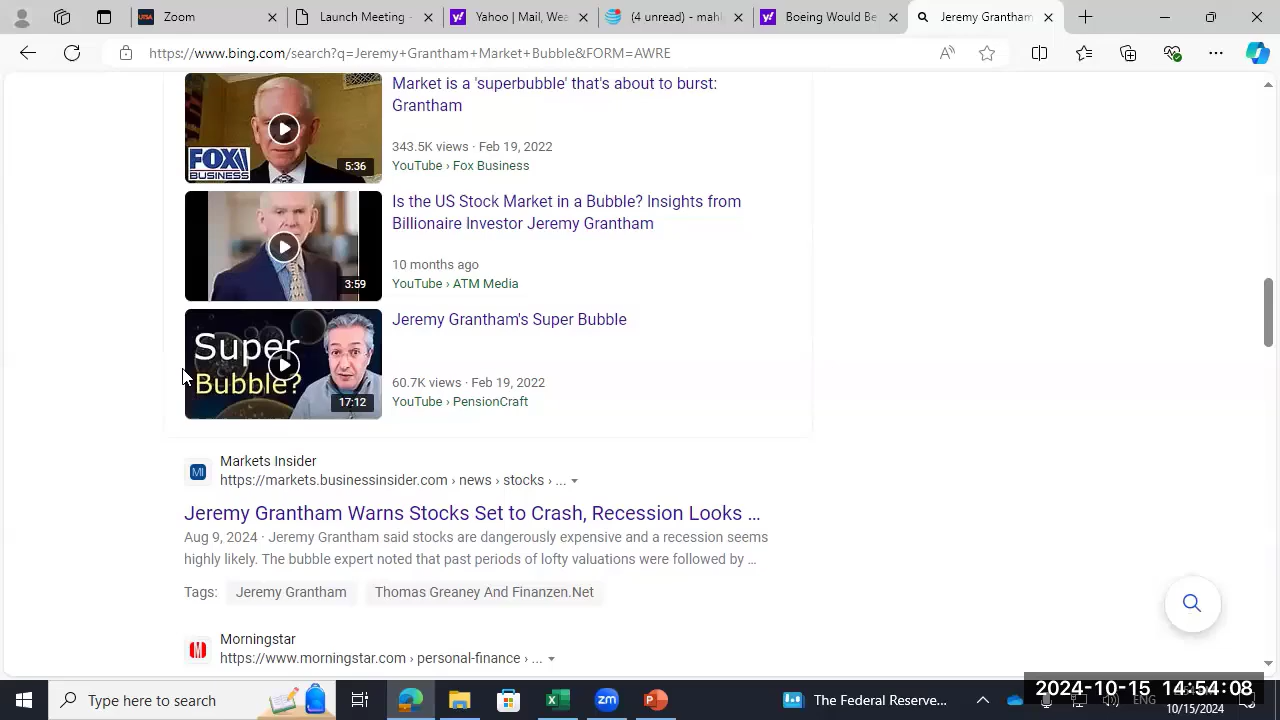 Zoom
Launch Meeting
Yahoo | Mail, Wea
(4 unread) - mah
Boeing Would Be
Jeremy Grantham
https://www.bing.com/search?q=Jeremy+Grantham+Market+Bubble&FORM=AWRE
Market is a 'superbubble' that's about to burst:
Grantham
343.5K views · Feb 19, 2022
YouTube › Fox Business
FOX
BUSINESS
5:36
Is the US Stock Market in a Bubble? Insights from
Billionaire Investor Jeremy Grantham
10 months ago
YouTube › ATM Media
3:59
Jeremy Grantham's Super Bubble
Super
Bubble?
60.7K views · Feb 19, 2022
YouTube › PensionCraft
17:12
Markets Insider
MI
https://markets.businessinsider.com › news › stocks › ...
Jeremy Grantham Warns Stocks Set to Crash, Recession Looks ...
Aug 9, 2024 · Jeremy Grantham said stocks are dangerously expensive and a recession seems
highly likely. The bubble expert noted that past periods of lofty valuations were followed by ...
Tags: Jeremy Grantham Thomas Greaney And Finanzen.Net
Morningstar
https://www.morningstar.com › personal-finance › ...
Type here to search
The Federal Reserve...
ENG
2024-10-15 14:54:08
10/15/2024